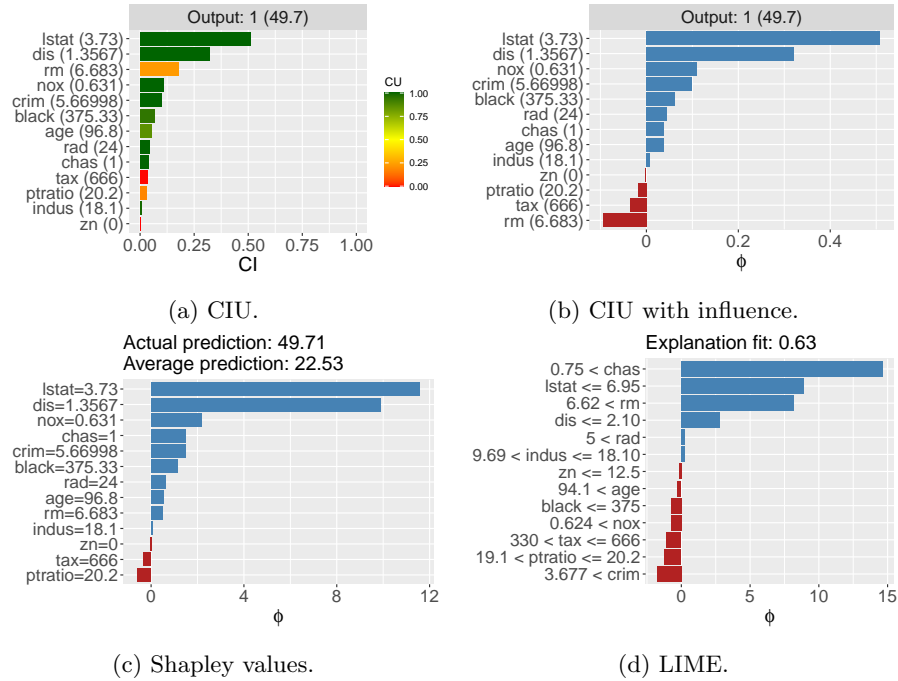 Output: 1 (49.7)
lstat (3.73)
dis (1.3567)
rm (6.683)
nox (0.631)
crim (5.66998)
black (375.33)
age (96.8)
rad (24)
chas (1)
tax (666)
ptratio (20.2)
indus (18.1)
zn (0)
0.00 0.25 0.50 0.75 1.00
CI
CU
1.00
0.75
0.50
0.25
0.00
(a) CIU.
Output: 1 (49.7)
lstat (3.73)
dis (1.3567)
nox (0.631)
crim (5.66998)
black (375.33)
rad (24)
chas (1)
age (96.8)
indus (18.1)
zn (0)
ptratio (20.2)
tax (666)
rm (6.683)
0 0.2 0.4
ϕ
(b) CIU with influence.
Actual prediction: 49.71
Average prediction: 22.53
lstat=3.73
dis=1.3567
nox=0.631
chas=1
crim=5.66998
black=375.33
rad=24
age=96.8
rm=6.683
indus=18.1
zn=0
tax=666
ptratio=20.2
0 4 8 12
ϕ
(c) Shapley values.
Explanation fit: 0.63
0.75 < chas
lstat <= 6.95
6.62 < rm
dis <= 2.10
5 < rad
9.69 < indus <= 18.10
zn <= 12.5
94.1 < age
black <= 375
0.624 < nox
330 < tax <= 666
19.1 < ptratio <= 20.2
3.677 < crim
0 5 10 15
ϕ
(d) LIME.